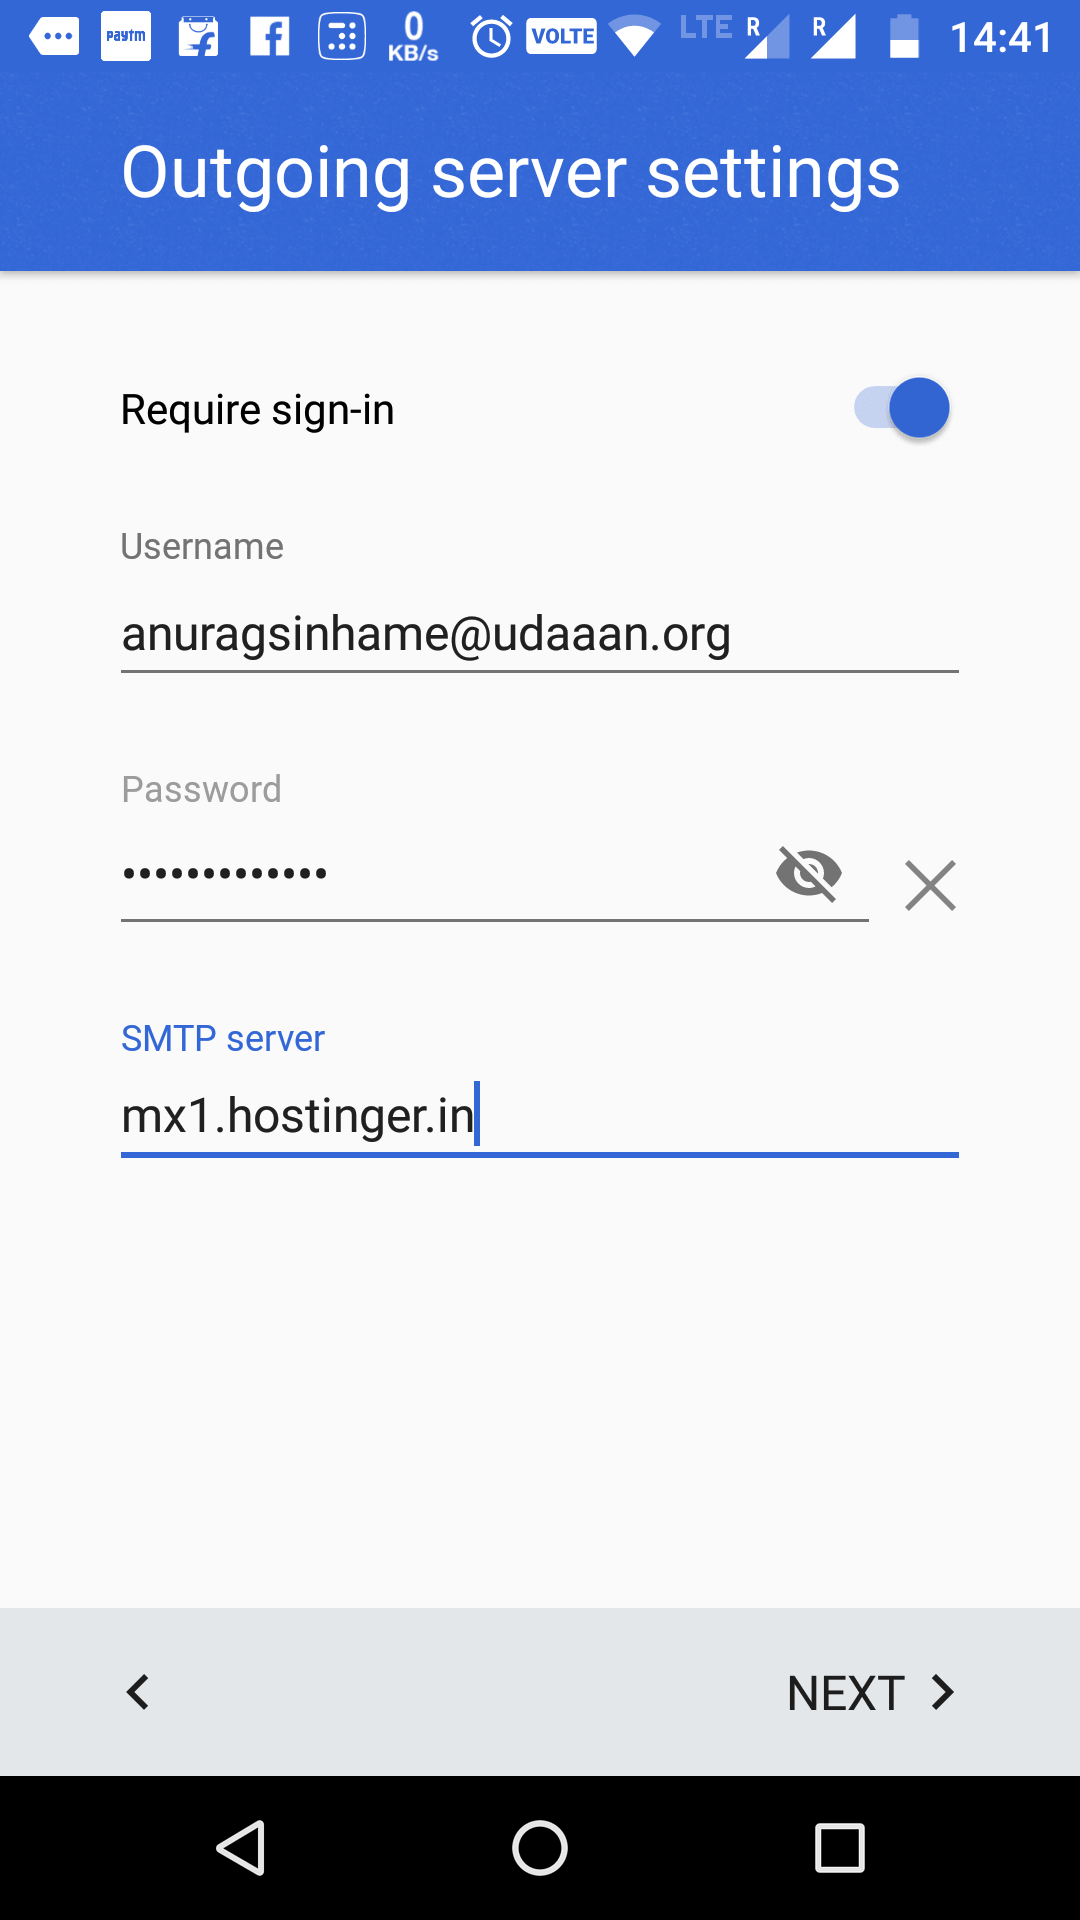 paytm
0
KB/s
VOLTE
LTE
R
R
14:41
Outgoing server settings
Require sign-in
Username
anuragsinhame@udaaan.org
Password
•••••••••••••
SMTP server
mx1.hostinger.in
NEXT